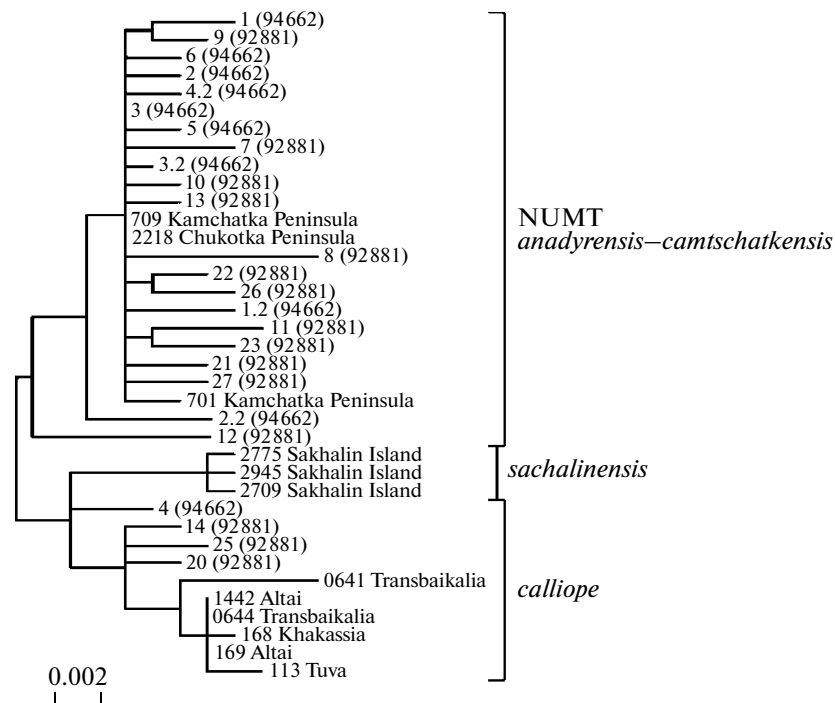 1 (94662)
9 (92881)
6 (94662)
2 (94662)
4.2 (94662)
3 (94662)
5 (94662)
7 (92881)
3.2 (94662)
10 (92881)
13 (92881)
709 Kamchatka Peninsula
2218 Chukotka Peninsula
8 (92881)
22 (92881)
26 (92881)
1.2 (94662)
11 (92881)
23 (92881)
21 (92881)
27 (92881)
701 Kamchatka Peninsula
2.2 (94662)
12 (92881)
NUMT
anadyrensis–camtschatkensis
2775 Sakhalin Island
2945 Sakhalin Island
2709 Sakhalin Island
sachalinensis
4 (94662)
14 (92881)
25 (92881)
20 (92881)
0641 Transbaikalia
1442 Altai
0644 Transbaikalia
168 Khakassia
169 Altai
113 Tuva
calliope
0.002